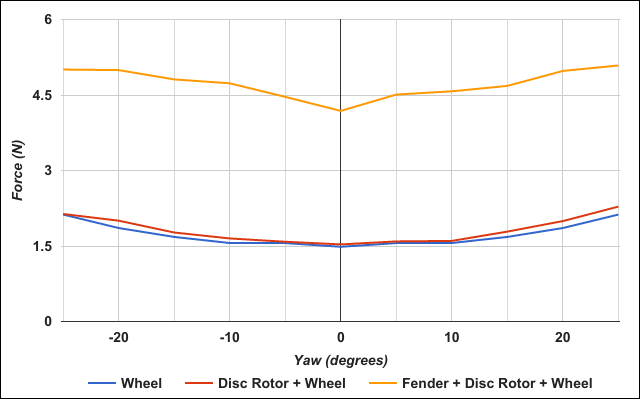 6
4.5
3
1.5
0
Force (N)
-20 -10 0 10 20
Yaw (degrees)
Wheel Disc Rotor + Wheel Fender + Disc Rotor + Wheel